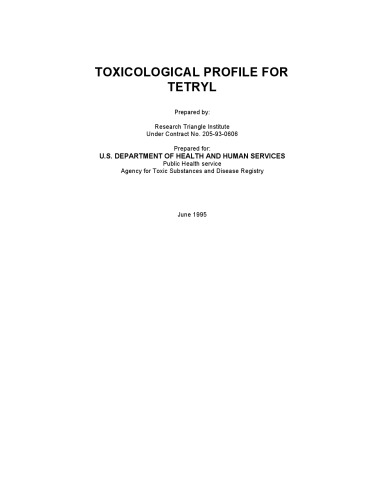 TOXICOLOGICAL PROFILE FOR
TETRYL
Prepared by:
Research Triangle Institute
Under Contract No. 205-93-0606
Prepared for:
U.S. DEPARTMENT OF HEALTH AND HUMAN SERVICES
Public Health service
Agency for Toxic Substances and Disease Registry
June 1995